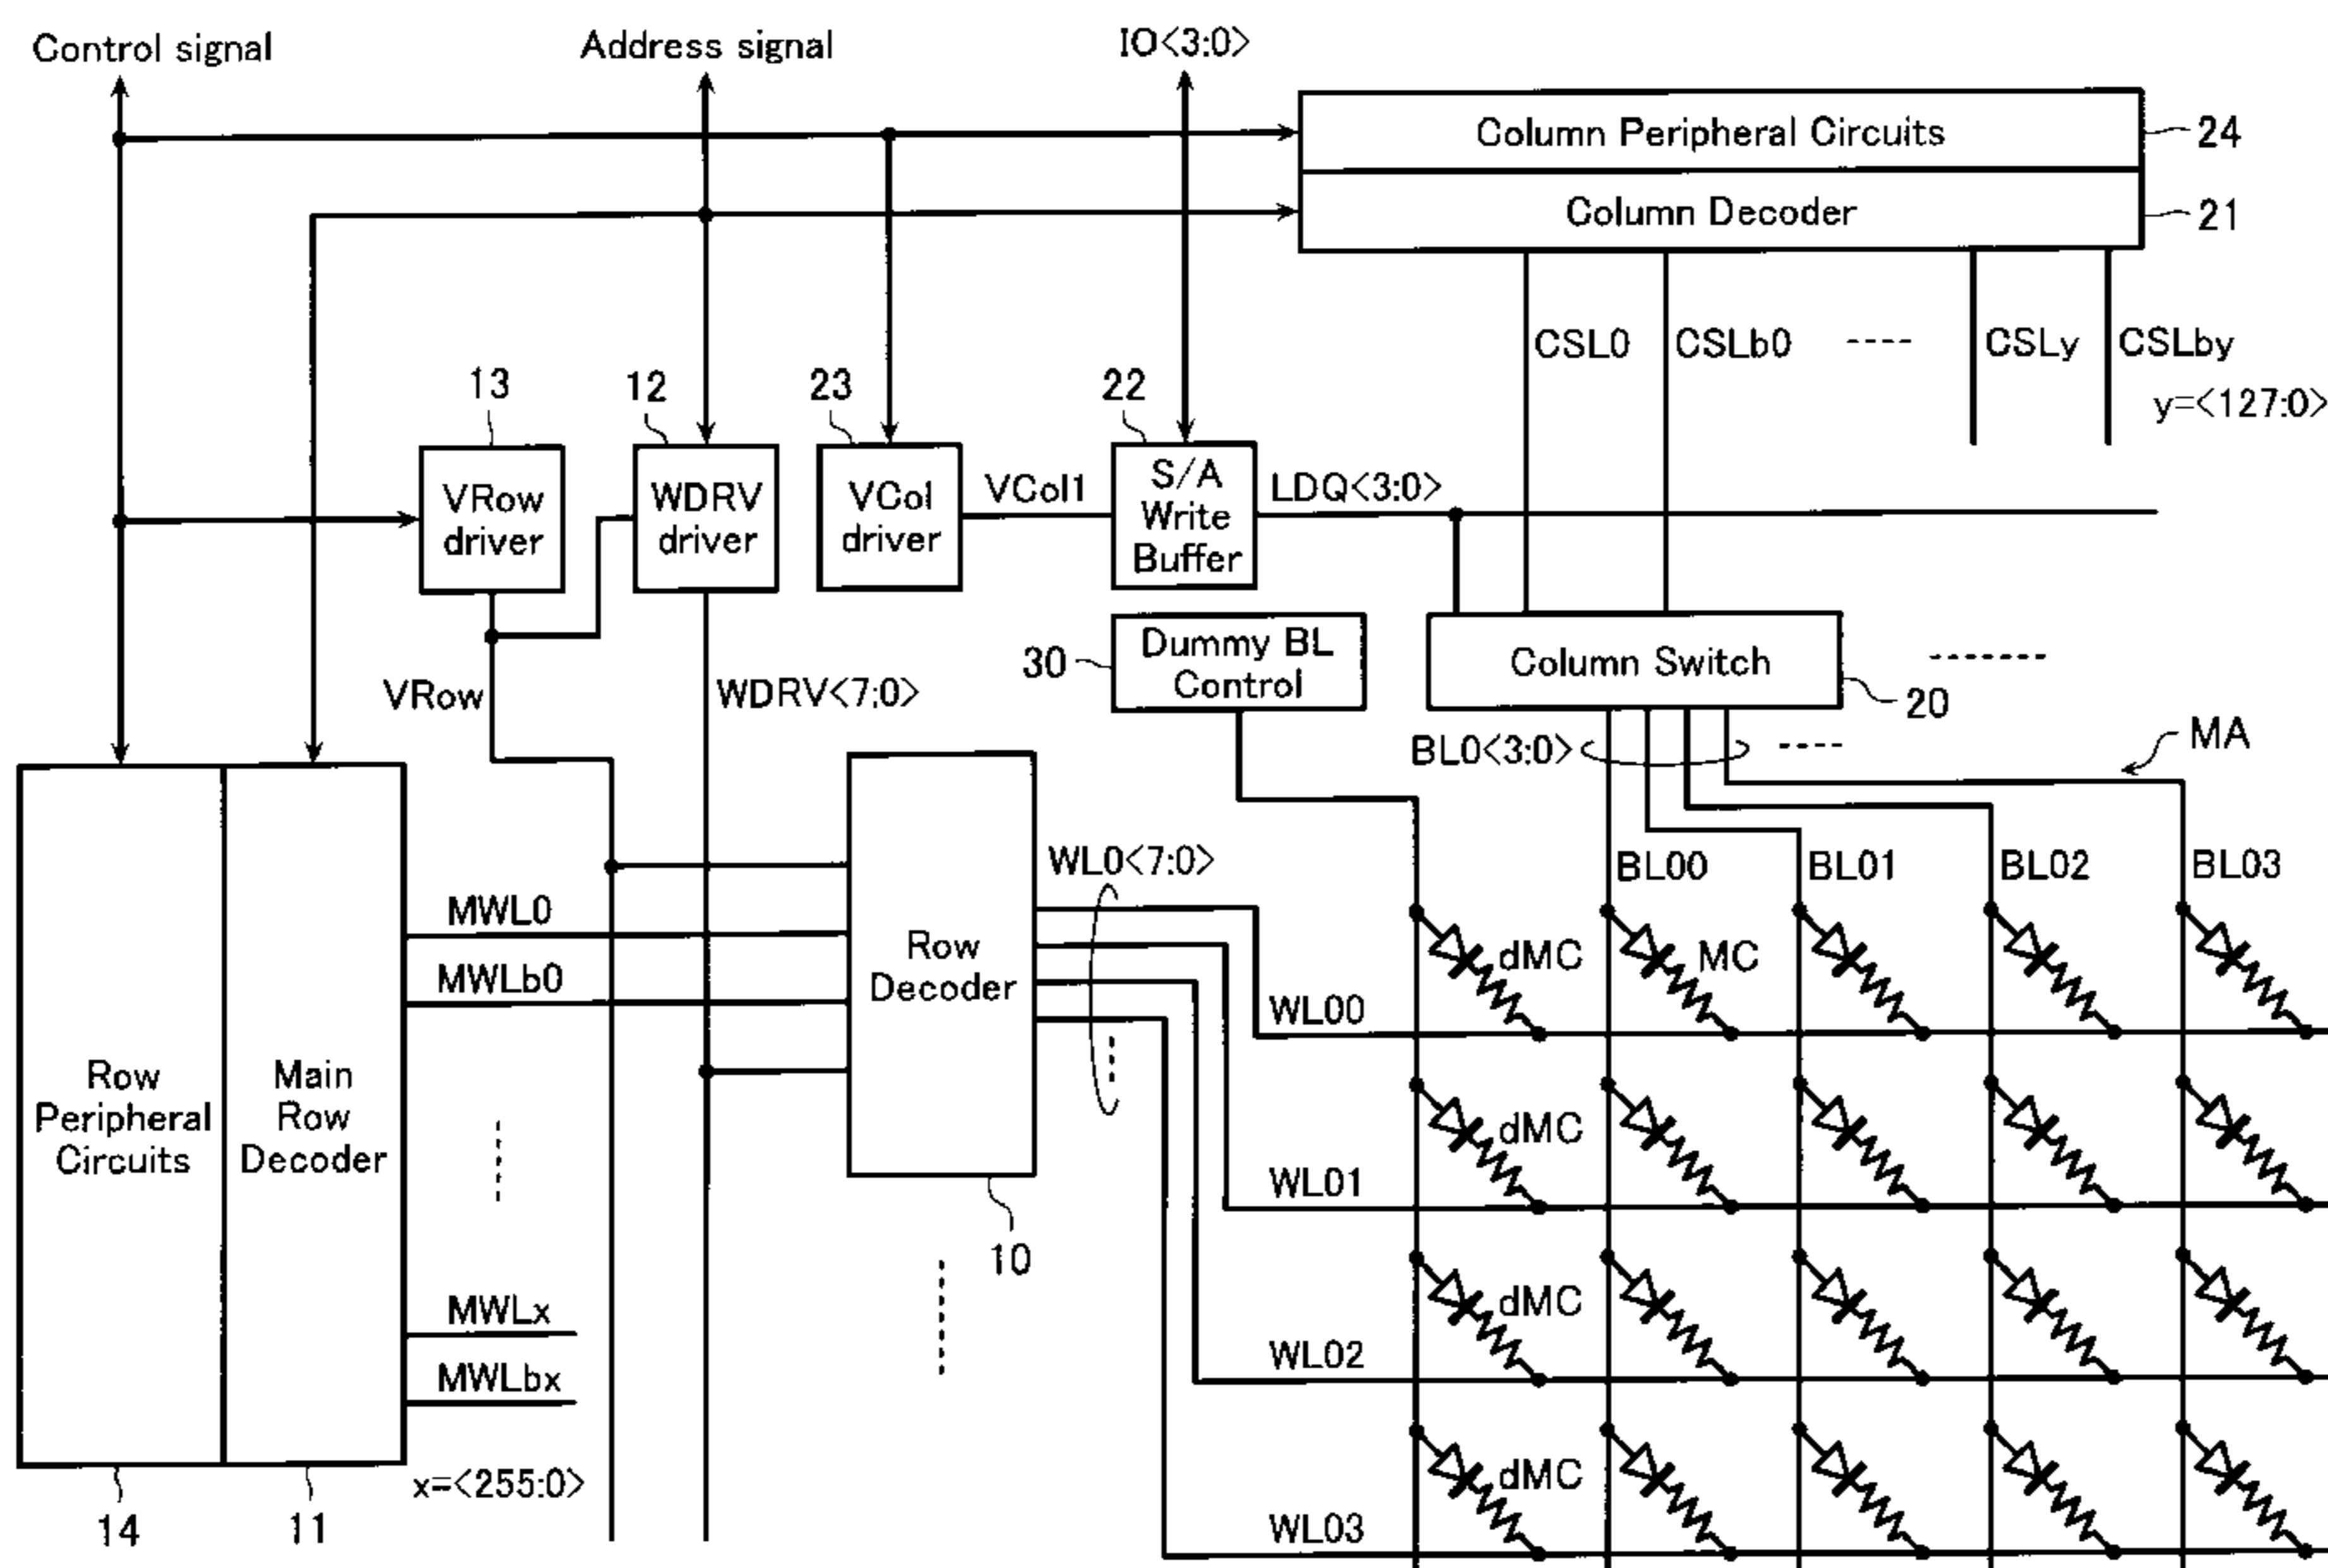 Control signal
Address signal
IO<3:0>
Column Peripheral Circuits
24
Column Decoder
21
CSL0
CSLb0
CSLy
CSLby
y=<127:0>
13
12
23
22
VRow
driver
WDRV
driver
VCol
driver
VCol1
S/A
Write
Buffer
LDQ<3:0>
30
Dummy BL
Control
Column Switch
20
VRow
WDRV<7:0>
BL0<3:0>
MA
WL0<7:0>
BL00
BL01
BL02
BL03
MWL0
MWLb0
Row
Decoder
dMC
MC
WL00
Row
Peripheral
Circuits
Main
Row
Decoder
dMC
WL01
10
MWLx
MWLbx
dMC
WL02
x=<255:0>
dMC
WL03
14
11